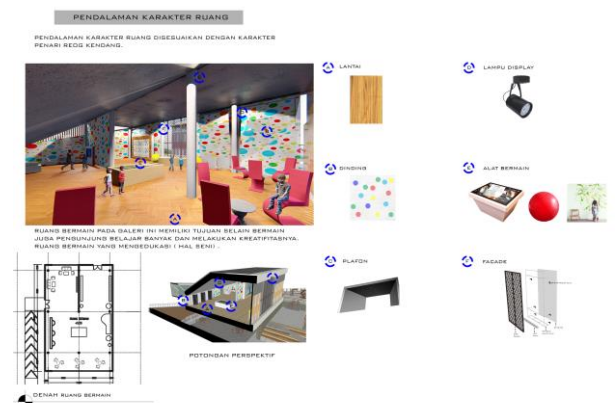 PENDALAMAN KARAKTER RUANG
PENDALAMAN KARAKTER RUANG DISESUAIKAN DENGAN KARAKTER
PENARI REOG KENDANG.
LANTAI
LAMPU DISPLAY
DINDING
ALAT BERMAIN
RUANG BERMAIN PADA GALERI INI MEMILIKI TUJUAN SELAIN BERMAIN
JUGA PENGUNJUNG BELAJAR BANYAK DAN MELAKUKAN KREATIFITASNYA.
RUANG BERMAIN YANG MENGEDUKASI ( HAL SENI) .
PLAFON
FACADE
POTONGAN PERSPEKTIF
DENAH RUANG BERMAIN